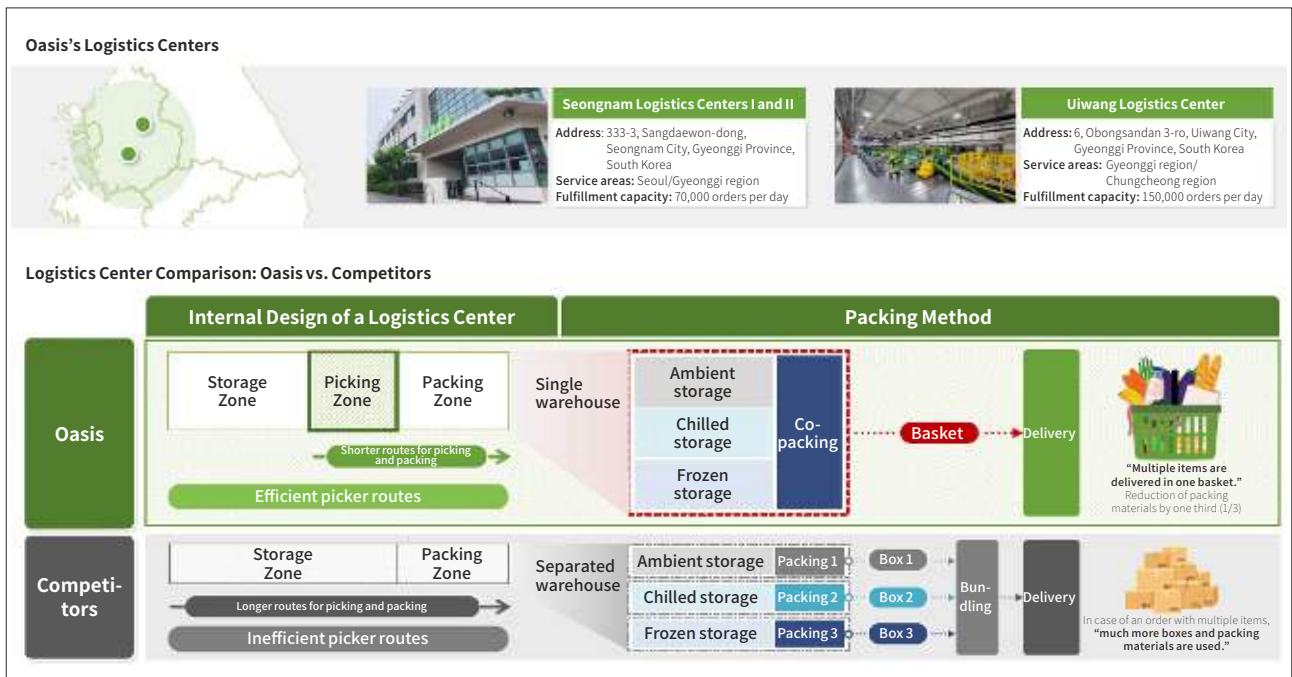 Oasis's Logistics Centers
Seongnam Logistics Centers I and II
Address: 333-3, Sangdaewon-dong,
Seongnam City, Gyeonggi Province,
South Korea
Service areas: Seoul/Gyeonggi region
Fulfillment capacity: 70,000 orders per day
Uiwang Logistics Center
Address: 6, Obongsandan 3-ro, Uiwang City,
Gyeonggi Province, South Korea
Service areas: Gyeonggi region/
Chungcheong region
Fulfillment capacity: 150,000 orders per day
Logistics Center Comparison: Oasis vs. Competitors
Internal Design of a Logistics Center
Packing Method
Oasis
Storage
Zone
Picking
Zone
Packing
Zone
Shorter routes for picking
and packing
Efficient picker routes
Single
warehouse
Ambient
storage
Chilled
storage
Frozen
storage
Co-
packing
Basket
Delivery
“Multiple items are
delivered in one basket.”
Reduction of packing
materials by one third (1/3)
Competi-
tors
Storage
Zone
Packing
Zone
Longer routes for picking and packing
Inefficient picker routes
Separated
warehouse
Ambient storage
Packing 1
Box 1
Chilled storage
Packing 2
Box 2
Frozen storage
Packing 3
Box 3
Bun-
dling
Delivery
In case of an order with multiple items,
“much more boxes and packing
materials are used.”